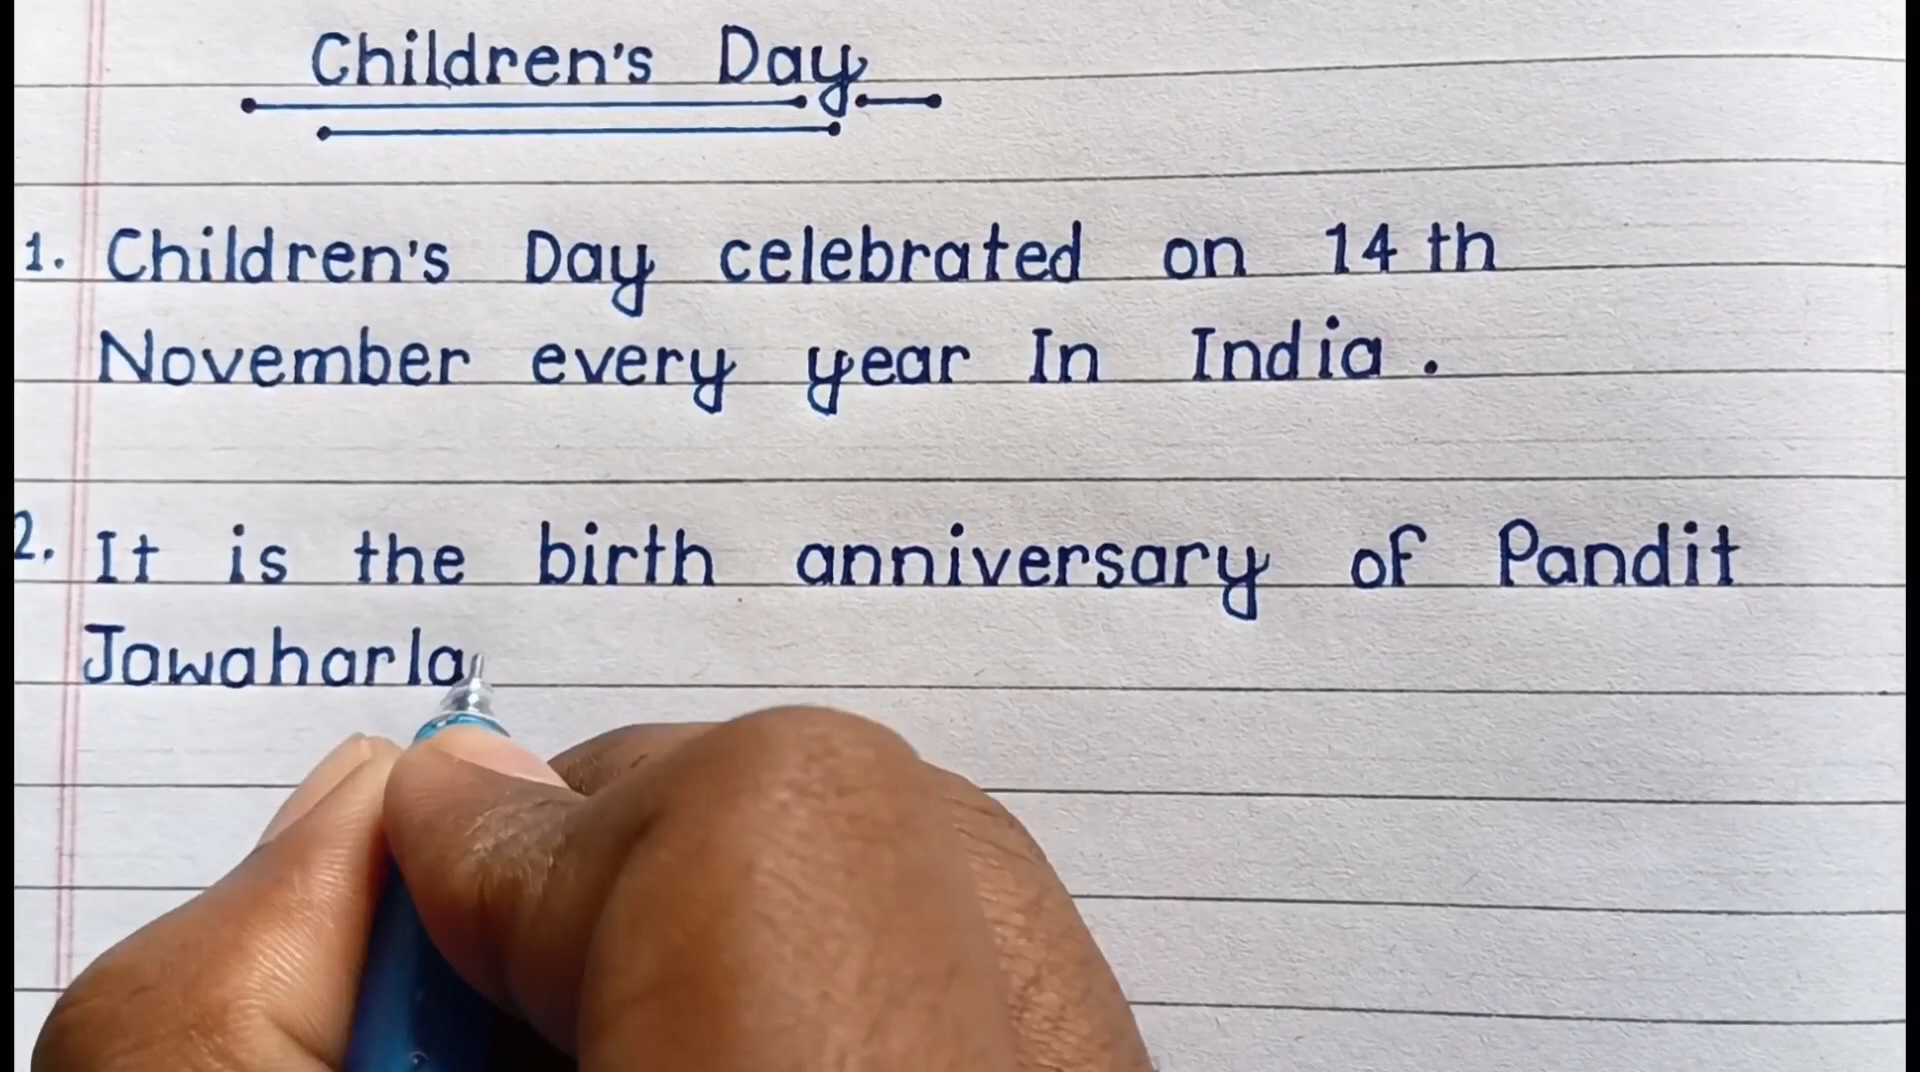 Children's Day
1. Children's Day celebrated on 14 th
November every year In India .
2. It is the birth anniversary of Pandit
Jawaharla